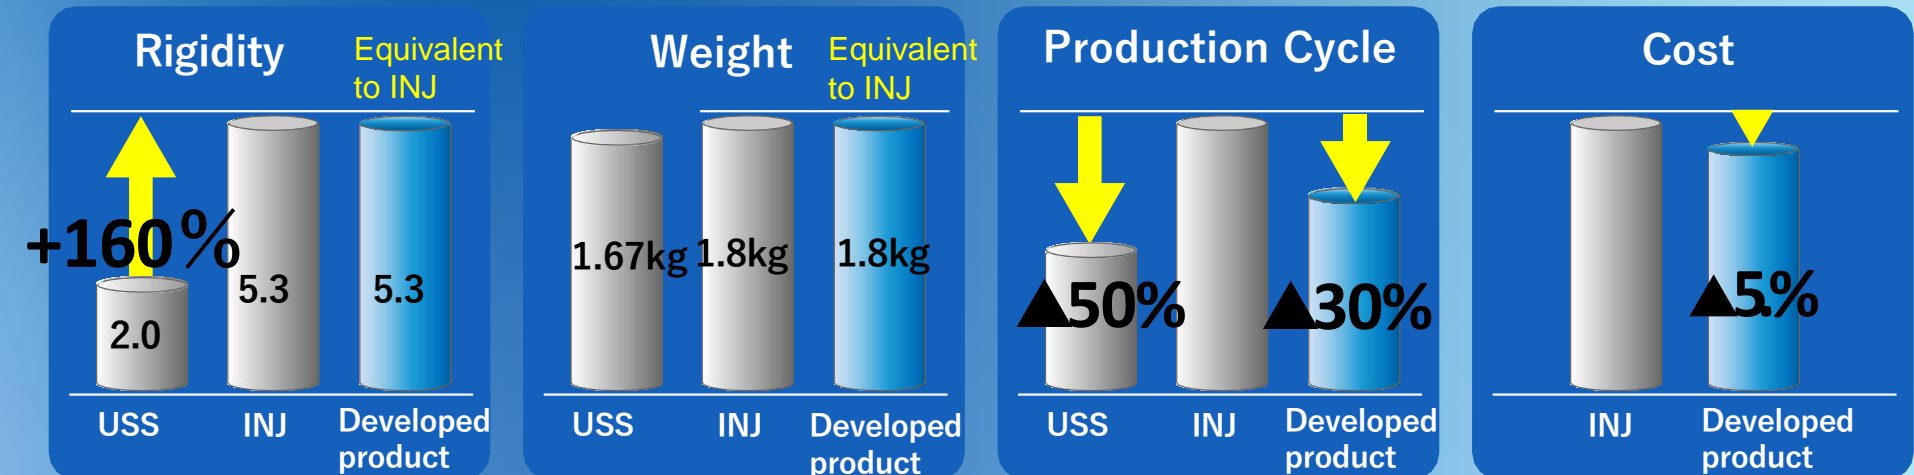 Rigidity
Equivalent
to INJ
+160%
2.0
5.3
5.3
USS
INJ
Developed
product
Weight
Equivalent
to INJ
1.67kg
1.8kg
1.8kg
USS
INJ
Developed
product
Production Cycle
▲50%
▲30%
USS
INJ
Developed
product
Cost
▲5.%
INJ
Developed
product